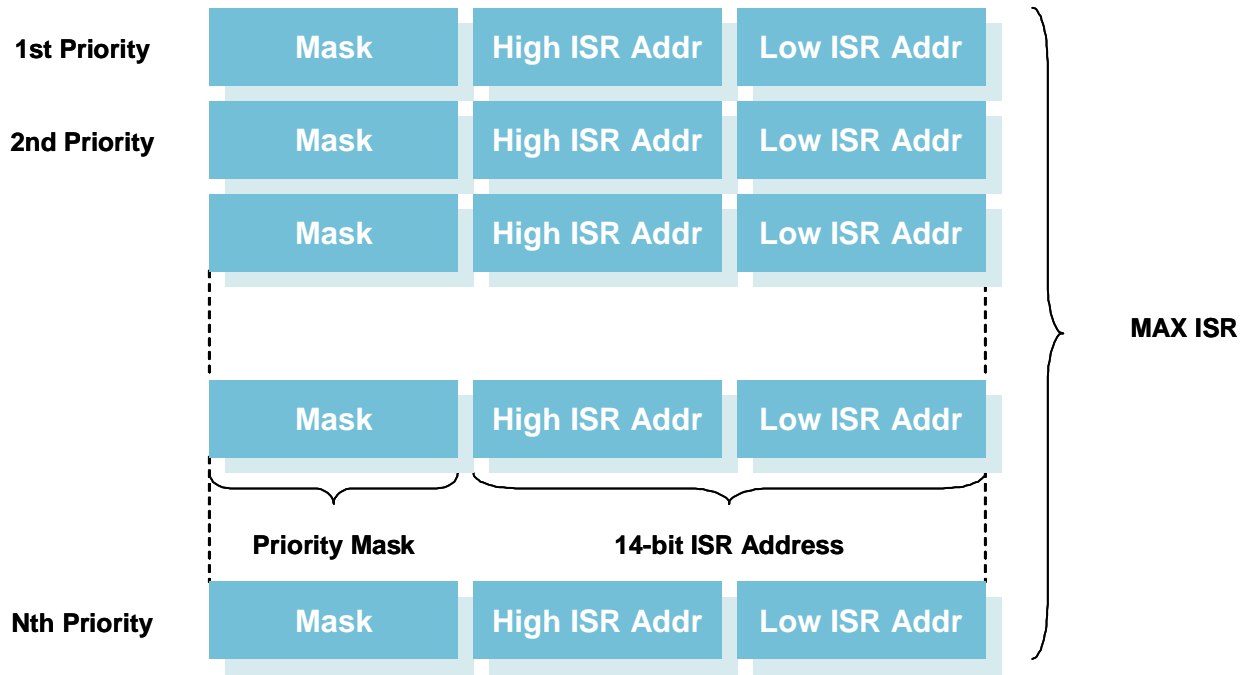 1st Priority Mask High ISR Addr Low ISR Addr
2nd Priority Mask High ISR Addr Low ISR Addr
Mask High ISR Addr Low ISR Addr
MAX ISR
Mask High ISR Addr Low ISR Addr
Priority Mask 14-bit ISR Address
Nth Priority Mask High ISR Addr Low ISR Addr